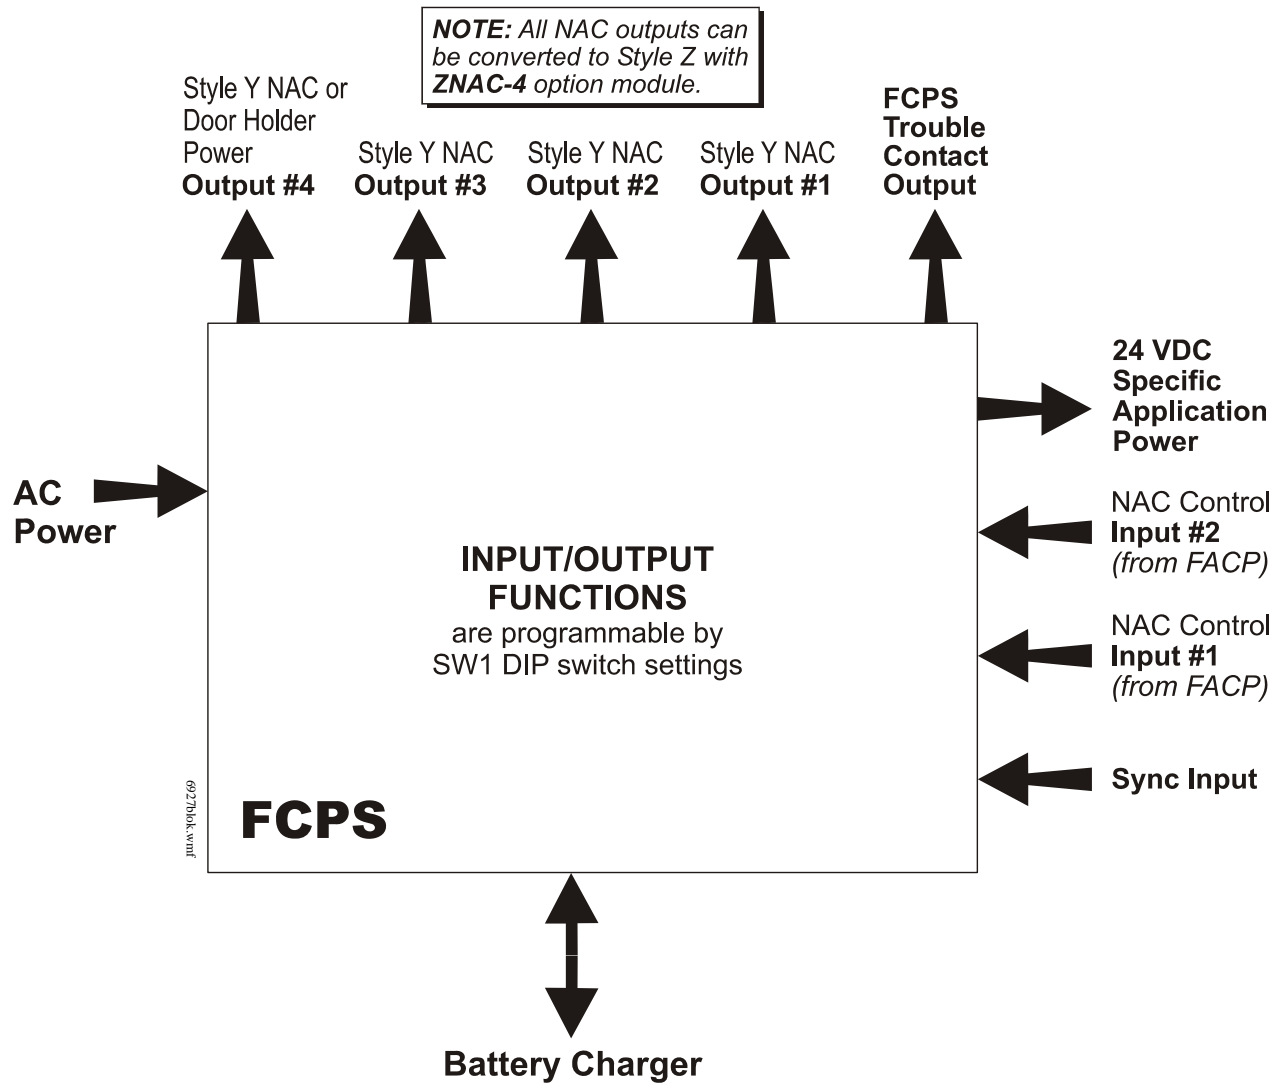 NOTE: All NAC outputs can
be converted to Style Z with
ZNAC-4 option module.
Style Y NAC or
Door Holder
Power
Output #4
Style Y NAC
Output #3
Style Y NAC
Output #2
Style Y NAC
Output #1
FCPS
Trouble
Contact
Output
24 VDC
Specific
Application
Power
AC
Power
NAC Control
Input #2
(from FACP)
INPUT/OUTPUT
FUNCTIONS
are programmable by
SW1 DIP switch settings
NAC Control
Input #1
(from FACP)
Sync Input
6927blok.wmf
FCPS
Battery Charger